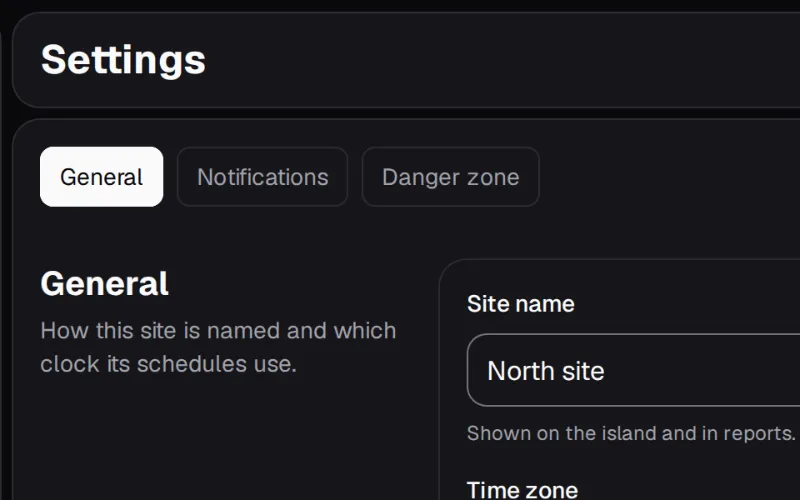 Settings
General
Notifications
Danger zone
General
How this site is named and which
clock its schedules use.
Site name
North site
Shown on the island and in reports.
Time zone